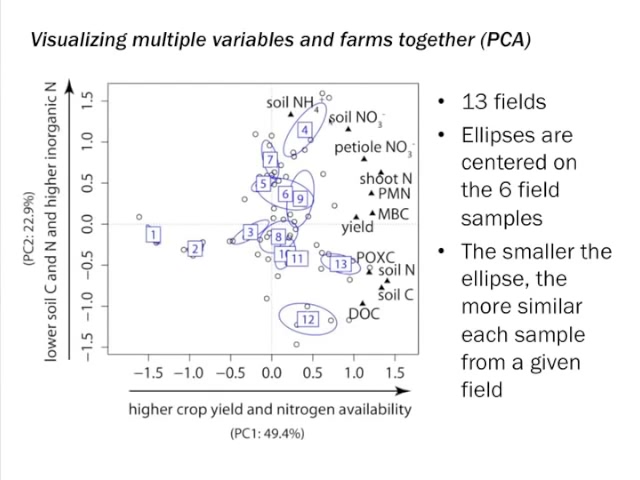 Visualizing multiple variables and farms together (PCA)
(PC2: 22.9%)
lower soil C and N and higher inorganic N
1.5
1.0
0.5
0.0
−0.5
−1.0
−1.5
soil NH4
soil NO3-
petiole NO3-
shoot N
PMN
MBC
yield
POXC
soil N
soil C
DOC
4
7
5
6
9
3
8
1
2
10
11
13
12
−1.5 −1.0 −0.5 0.0 0.5 1.0 1.5
higher crop yield and nitrogen availability
(PC1: 49.4%)
• 13 fields
• Ellipses are
centered on
the 6 field
samples
• The smaller the
ellipse, the
more similar
each sample
from a given
field